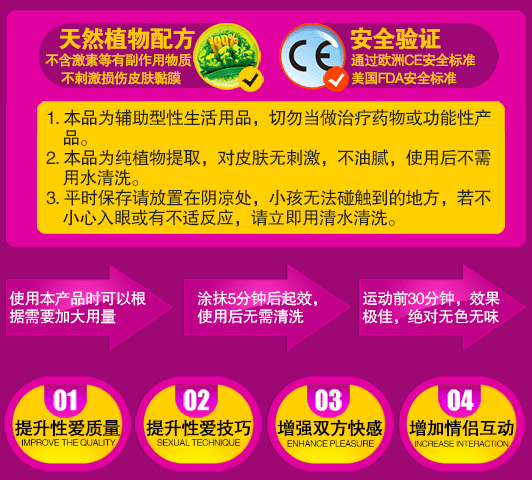 天然植物配方
不含激素等有副作用物质
不刺激损伤皮肤黏膜
100%
CE
安全验证
通过欧洲CE安全标准
美国FDA安全标准
1. 本品为辅助型性生活用品，切勿当做治疗药物或功能性产
品。
2. 本品为纯植物提取，对皮肤无刺激，不油腻，使用后不需
用水清洗。
3. 平时保存请放置在阴凉处，小孩无法碰触到的地方，若不
小心入眼或有不适反应，请立即用清水清洗。
使用本产品时可以根
据需要加大用量
涂抹5分钟后起效，
使用后无需清洗
运动前30分钟，效果
极佳，绝对无色无味
01
提升性爱质量
IMPROVE THE QUALITY
02
提升性爱技巧
SEXUAL TECHNIQUE
03
增强双方快感
ENHANCE PLEASURE
04
增加情侣互动
INCREASE INTERACTION